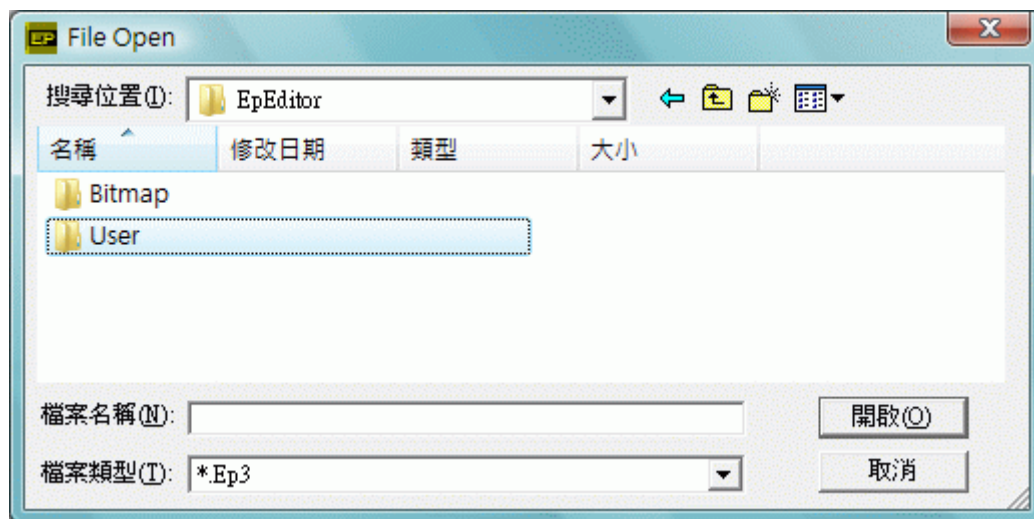 EP File Open
搜尋位置(I): EpEditor
名稱 修改日期 類型 大小
Bitmap
User
檔案名稱(N): 開啟(O)
檔案類型(T): *.Ep3 取消